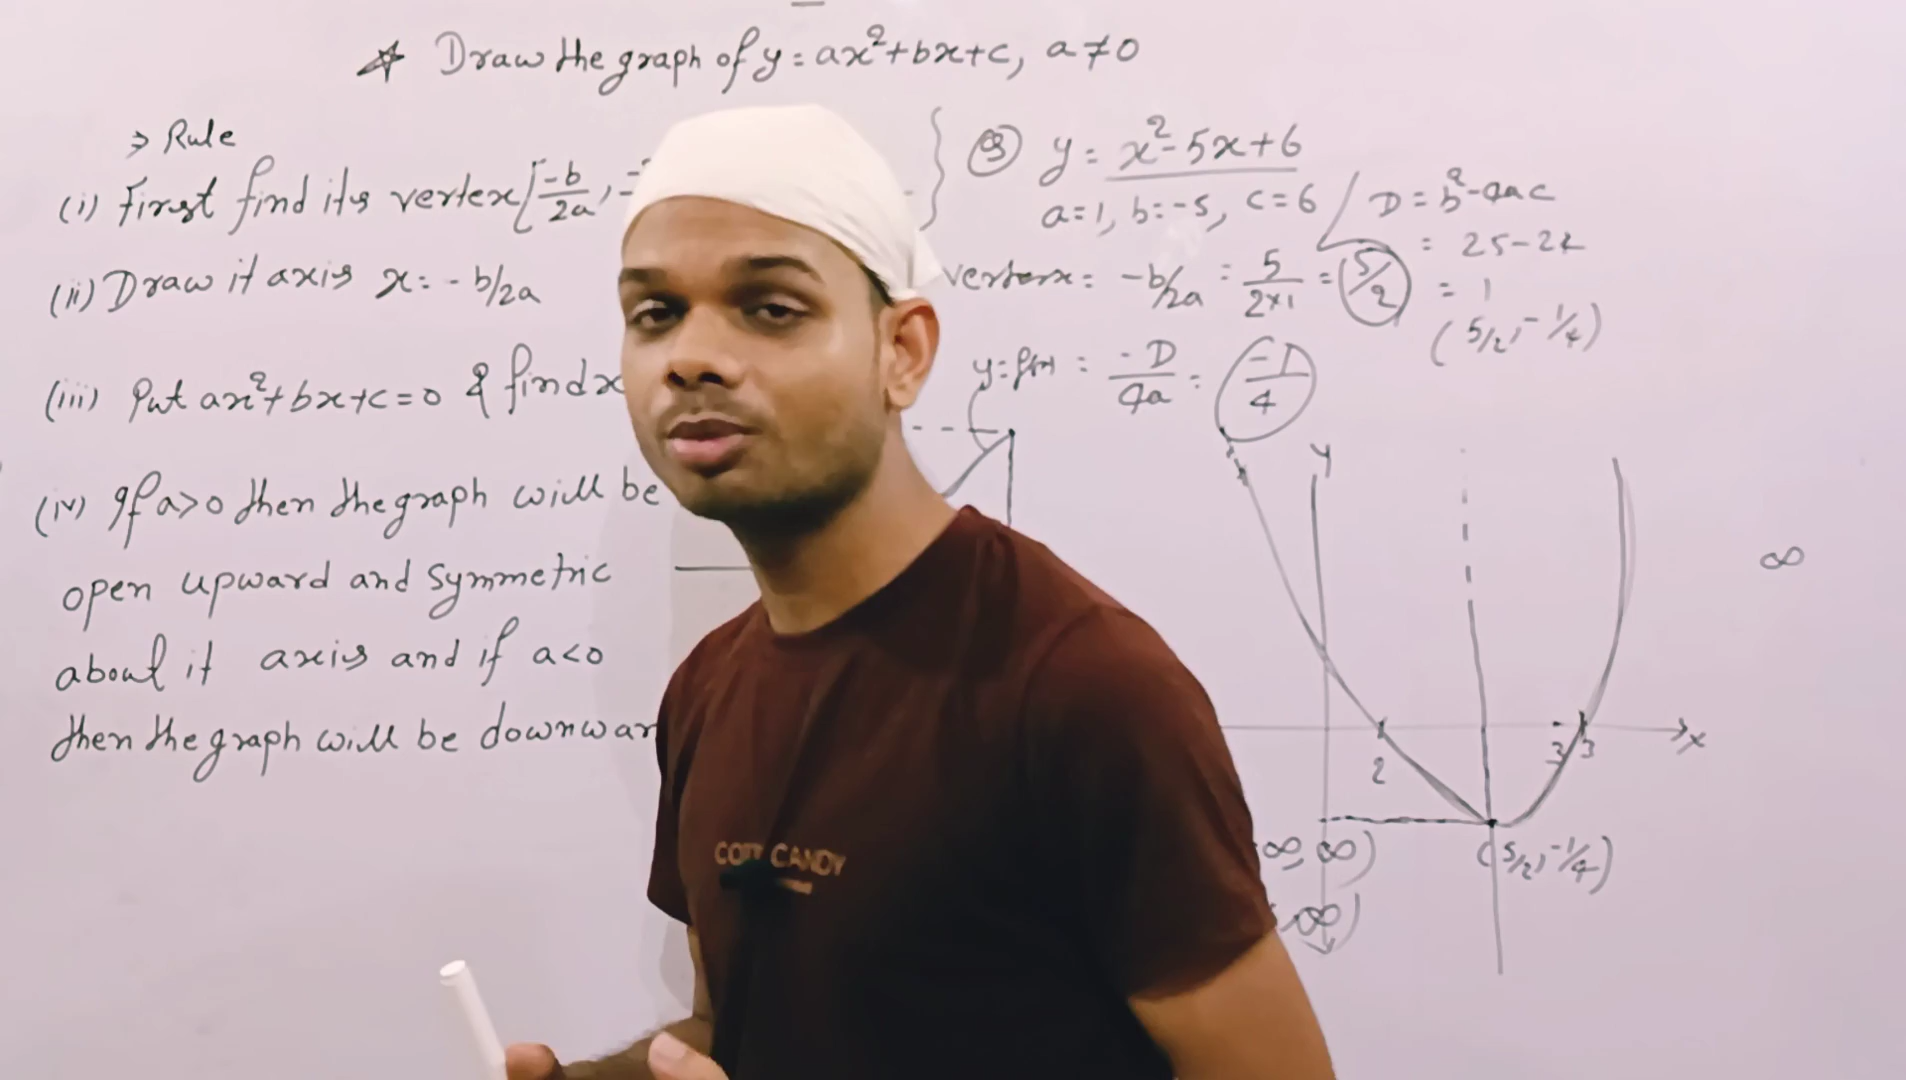 ☆ Draw the graph of y = ax²+bx+c, a≠0
→ Rule
(i) First find its vertex [-b/2a, -
(ii) Draw it axis x = -b/2a
(iii) Put ax²+bx+c=0 & find x
(iv) If a>0 then the graph will be
open upward and symmetric
about it axis and if a<0
then the graph will be downwar
y = x²-5x+6
a=1, b=-5, c=6
D = b²-4ac
= 25-24
= 1
(5/2, -1/4)
vertex = -b/2a = 5/2×1 = 5/2
y=f(x) = -D/4a = -1/4
y
∞
x
2
3 3
(5/2, -1/4)
∞, ∞)
, ∞)
CANDY